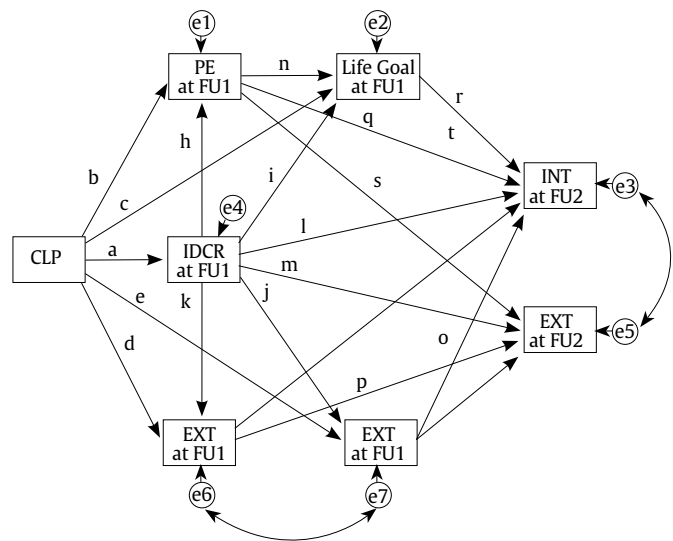 e1
e2
PE
at FU1
n
Life Goal
at FU1
r
q
t
h
b
i
s
INT
at FU2
e3
c
e4
l
CLP
a
IDCR
at FU1
m
e
k
j
EXT
at FU2
e5
d
o
p
EXT
at FU1
EXT
at FU1
e6
e7